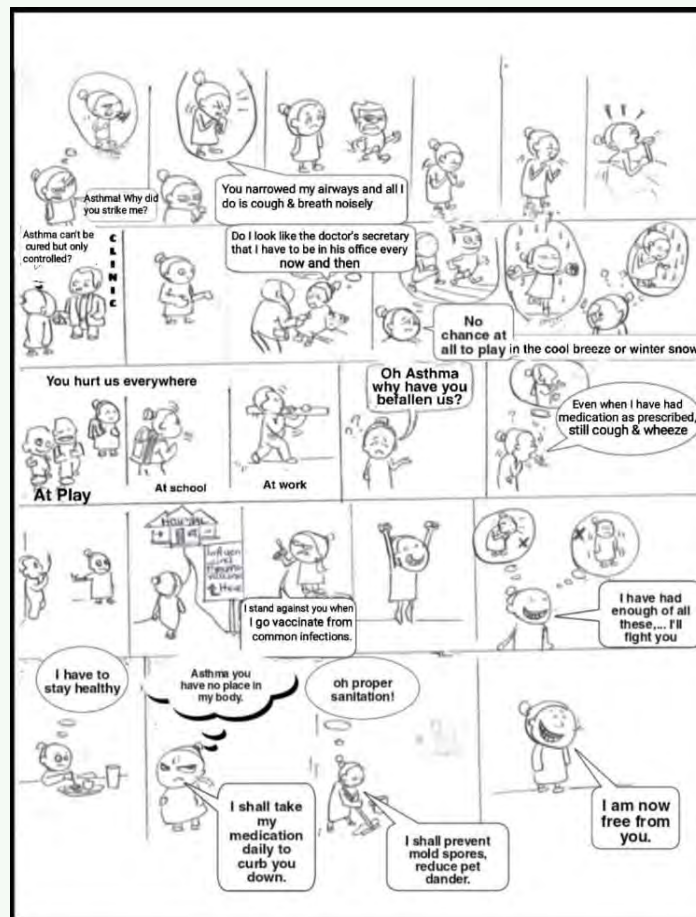 Asthma! Why did
you strike me?
You narrowed my airways and all I
do is cough & breath noisely
Asthma can't be
cured but only
controlled?
CLINIC
Do I look like the doctor's secretary
that I have to be in his office every
now and then
No
chance at
all to play in the cool breeze or winter snow
You hurt us everywhere
At Play
At school
At work
Oh Asthma
why have you
befallen us?
Even when I have had
medication as prescribed,
still cough & wheeze
HOSPITAL
Here
I stand against you when
I go vaccinate from
common infections.
I have had
enough of all
these,... I'll
fight you
I have to
stay healthy
Asthma you
have no place in
my body.
I shall take
my
medication
daily to
curb you
down.
oh proper
sanitation!
I shall prevent
mold spores,
reduce pet
dander.
I am now
free from
you.